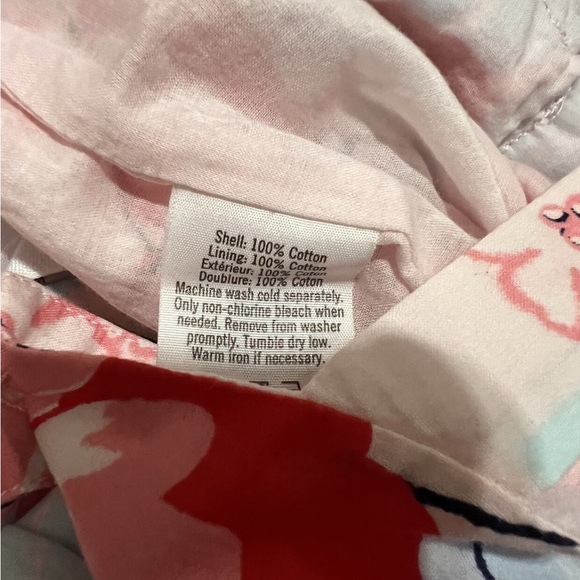 Shell: 100% Cotton
Lining: 100% Cotton
Extérieur: 100% Coton
Doublure: 100% Coton
Machine wash cold separately.
Only non-chlorine bleach when
needed. Remove from washer
promptly. Tumble dry low.
Warm iron if necessary.